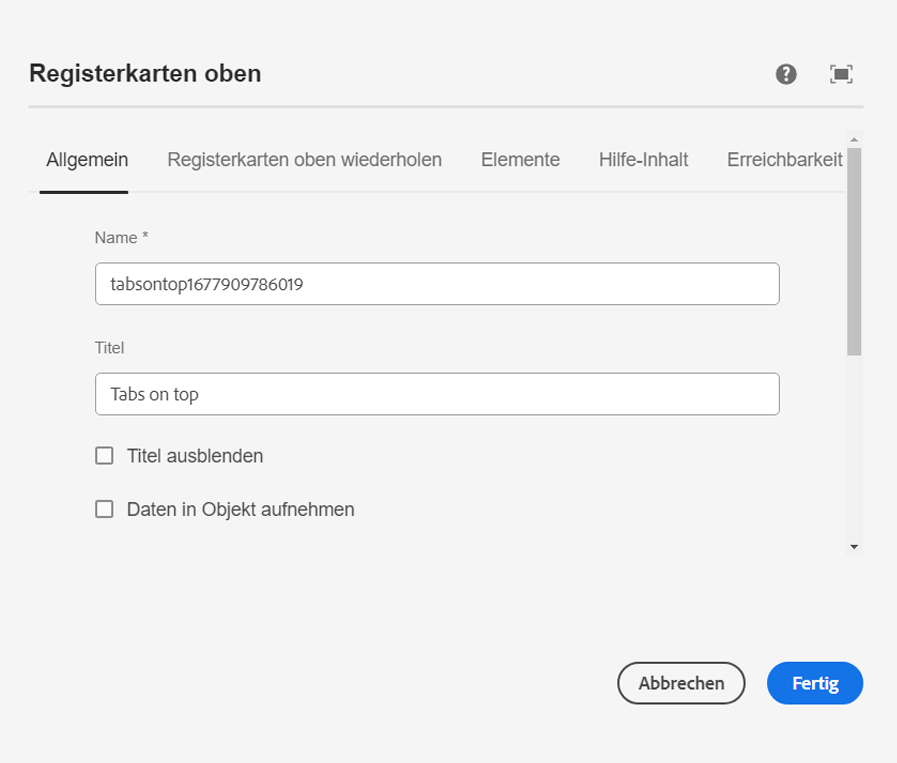 Registerkarten oben
Allgemein Registerkarten oben wiederholen Elemente Hilfe-Inhalt Erreichbarkeit
Name *
tabsontop1677909786019
Titel
Tabs on top
Titel ausblenden
Daten in Objekt aufnehmen
Abbrechen Fertig